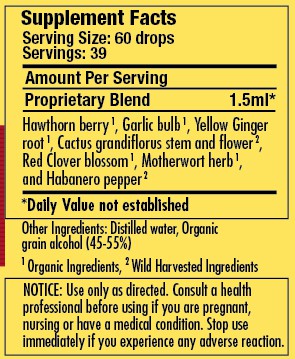 Supplement Facts
Serving Size: 60 drops
Servings: 39
Amount Per Serving
Proprietary Blend 1.5ml*
Hawthorn berry¹, Garlic bulb¹, Yellow Ginger
root¹, Cactus grandiflorus stem and flower²,
Red Clover blossom¹, Motherwort herb¹,
and Habanero pepper²
*Daily Value not established
Other Ingredients: Distilled water, Organic
grain alcohol (45-55%)
¹ Organic Ingredients, ² Wild Harvested Ingredients
NOTICE: Use only as directed. Consult a health
professional before using if you are pregnant,
nursing or have a medical condition. Stop use
immediately if you experience any adverse reaction.